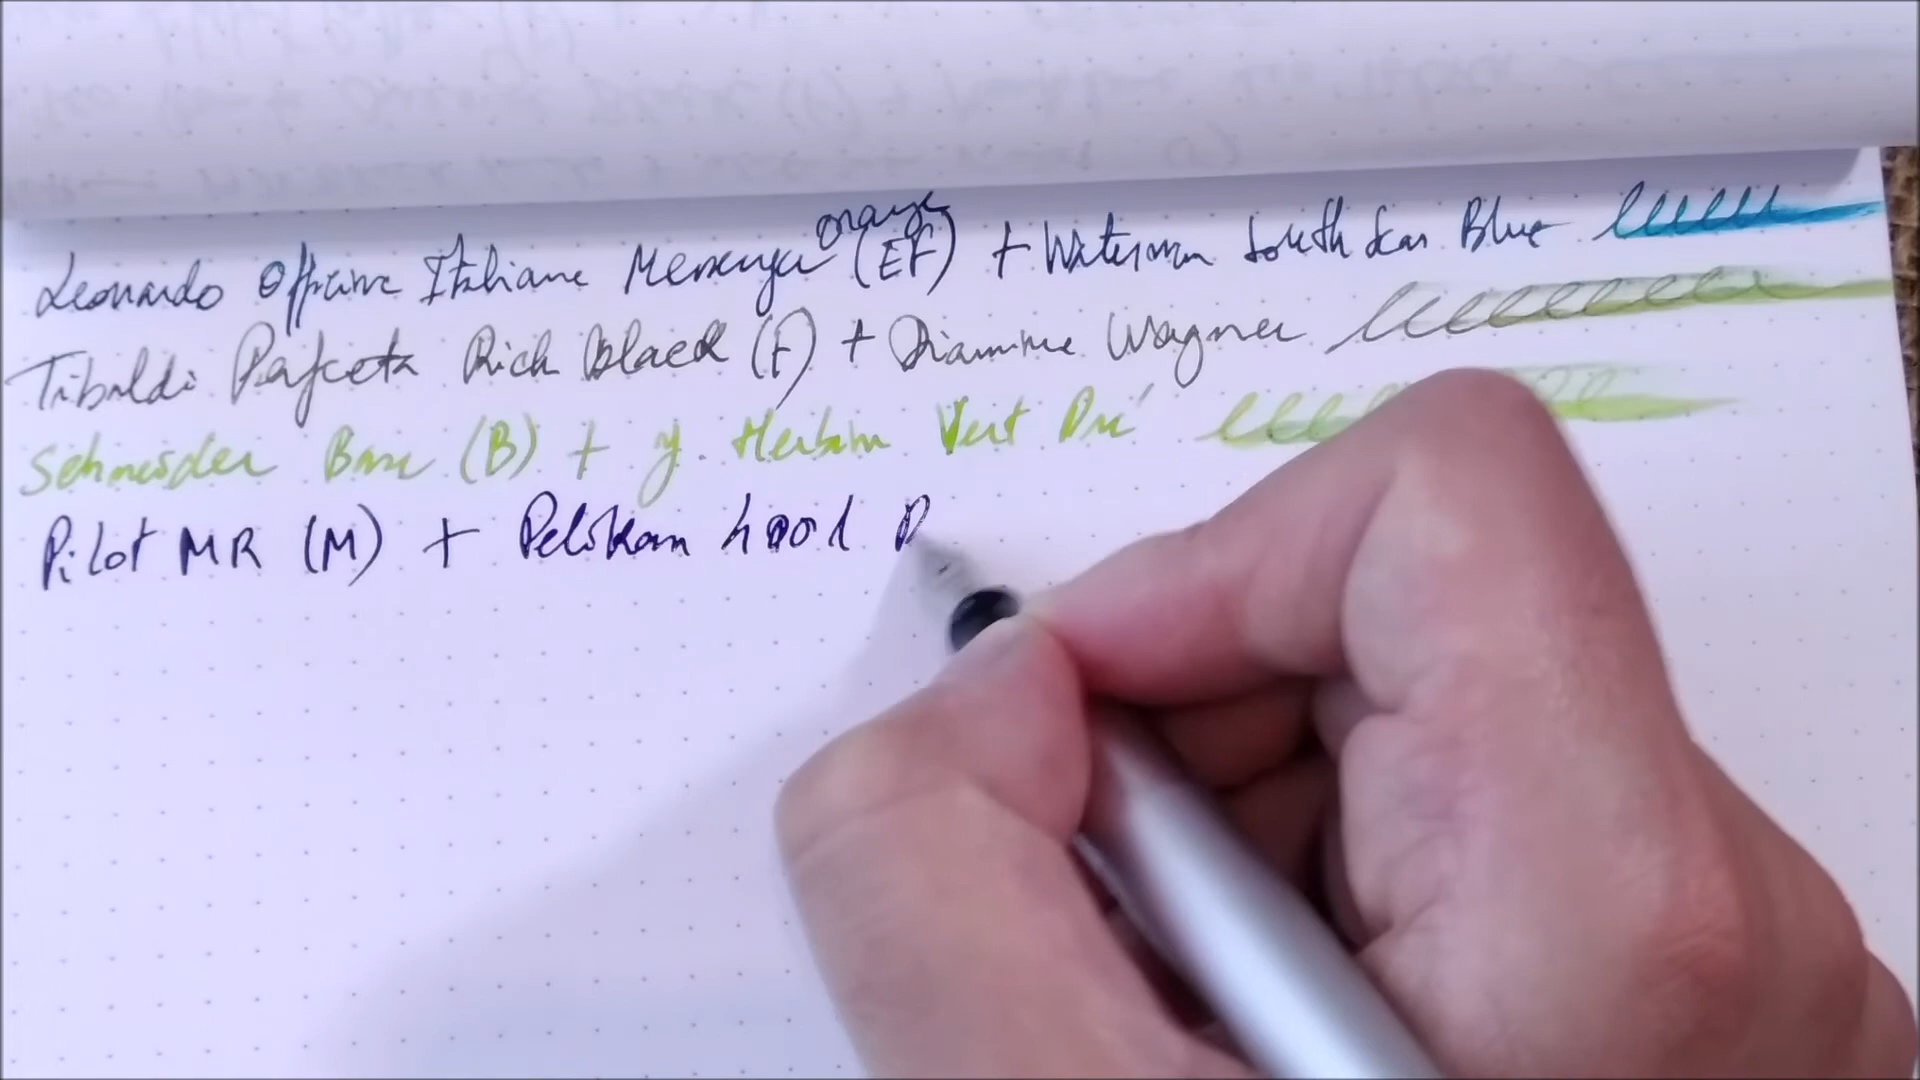 orange
Leonardo Officina Italiana Messenger (EF) + Waterman South Sea Blue
Tibaldi Perfecta Rich Black (F) + Diamine Wagner
Schneider Base (B) + J. Herbin Vert Pré
Pilot MR (M) + Pelikan 4001 B